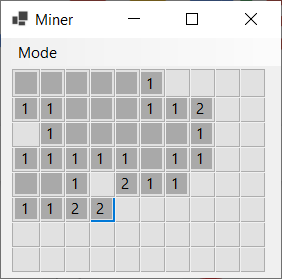 Miner
Mode
1
1 1 1 1 2
1 1
1 1 1 1 1 1 1
1 2 1 1
1 1 2 2